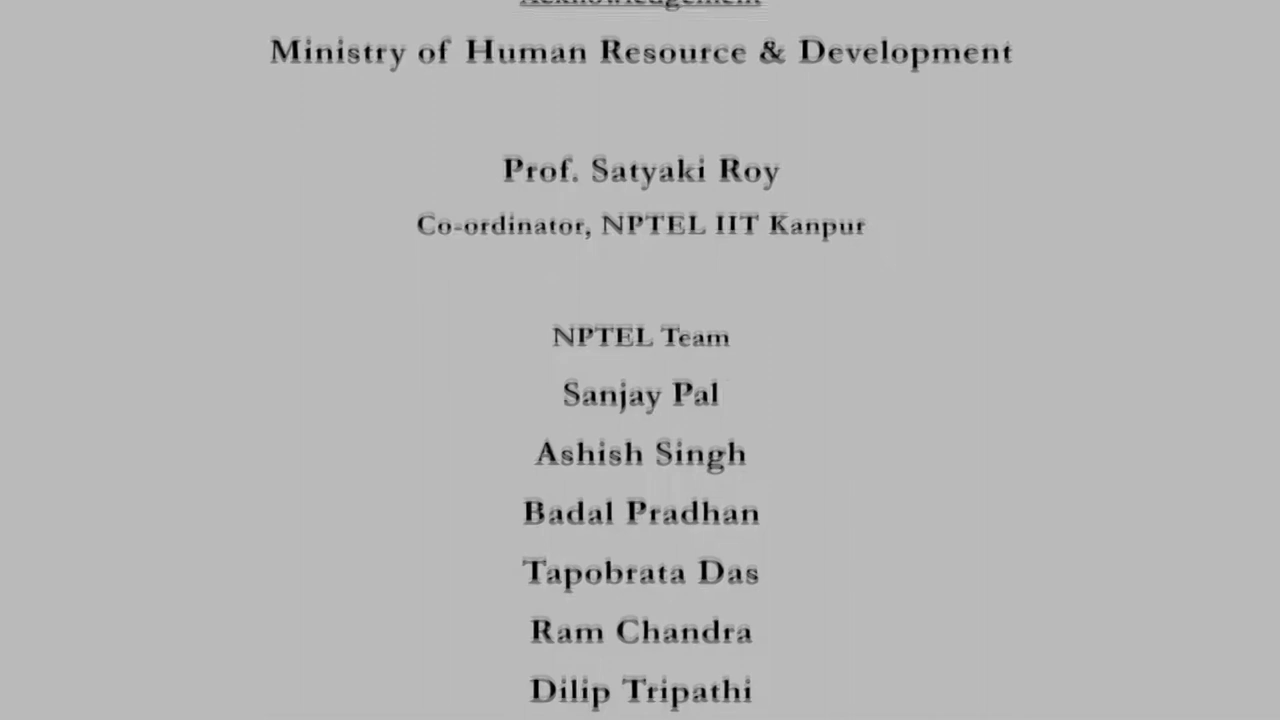 Acknowledgement
Ministry of Human Resource & Development
Prof. Satyaki Roy
Co-ordinator, NPTEL IIT Kanpur
NPTEL Team
Sanjay Pal
Ashish Singh
Badal Pradhan
Tapobrata Das
Ram Chandra
Dilip Tripathi